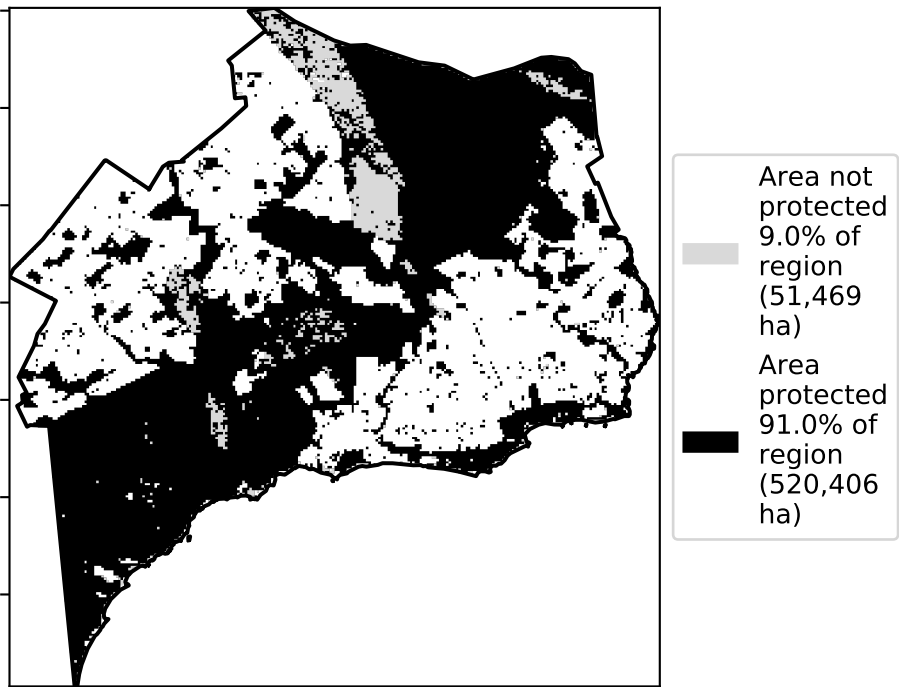 Area not
protected
9.0% of
region
(51,469
ha)
Area
protected
91.0% of
region
(520,406
ha)